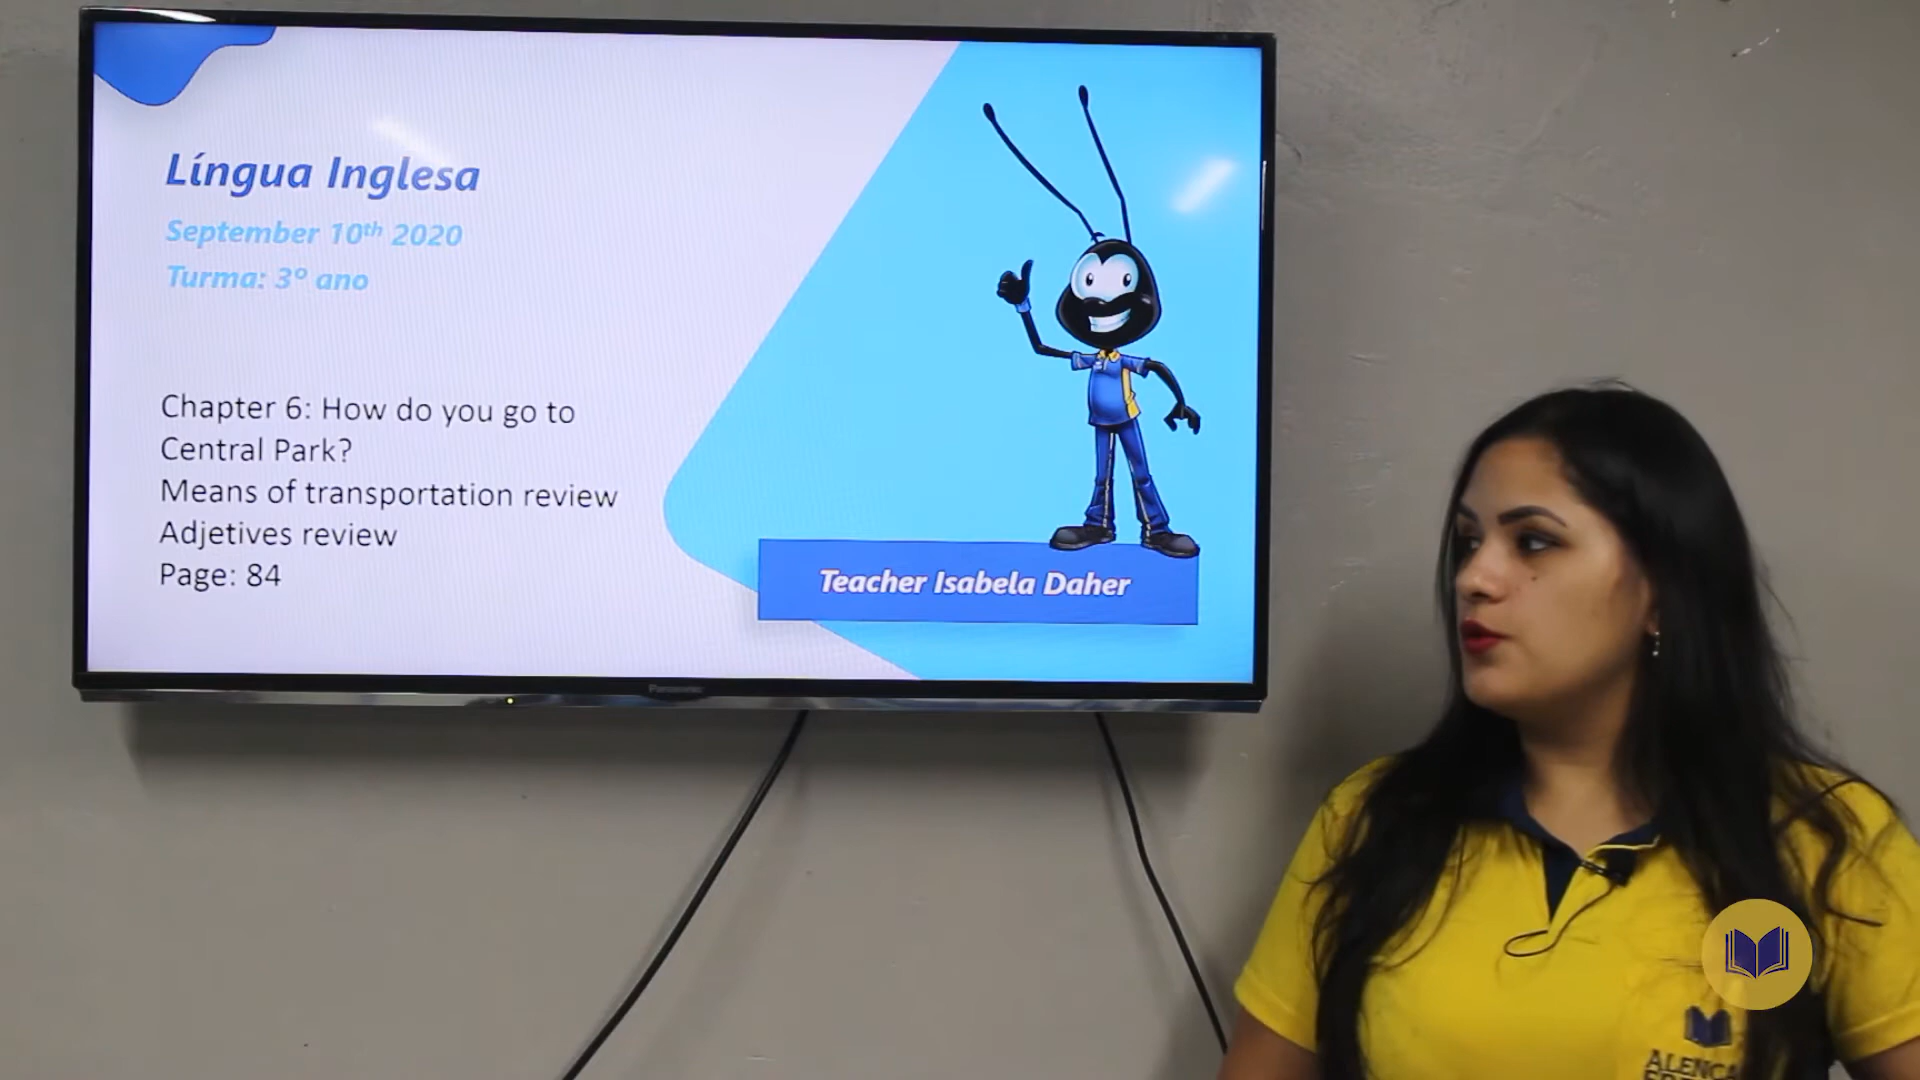 Língua Inglesa
September 10th 2020
Turma: 3º ano
Chapter 6: How do you go to
Central Park?
Means of transportation review
Adjetives review
Page: 84
Teacher Isabela Daher
Panasonic